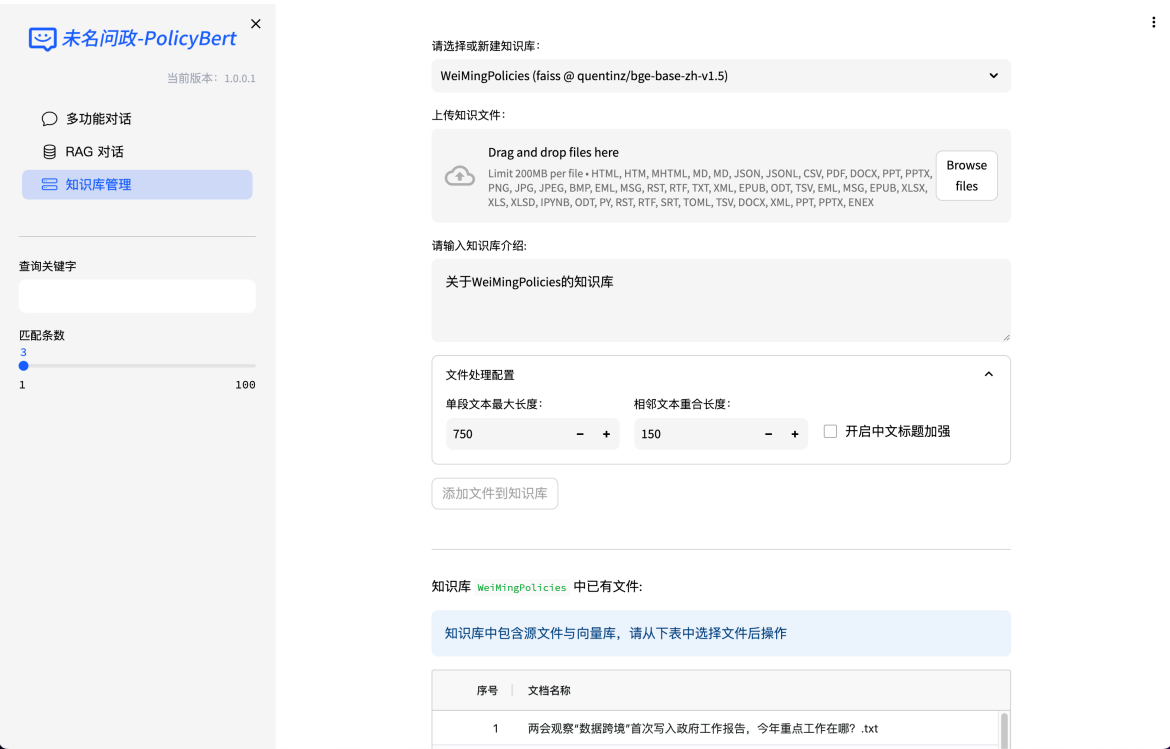 未名问政-PolicyBert
当前版本：1.0.0.1
多功能对话
RAG 对话
知识库管理
查询关键字
匹配条数
3
1 100
请选择或新建知识库：
WeiMingPolicies (faiss @ quentinz/bge-base-zh-v1.5)
上传知识文件：
Drag and drop files here
Limit 200MB per file • HTML, HTM, MHTML, MD, MD, JSON, JSONL, CSV, PDF, DOCX, PPT, PPTX,
PNG, JPG, JPEG, BMP, EML, MSG, RST, RTF, TXT, XML, EPUB, ODT, TSV, EML, MSG, EPUB, XLSX,
XLS, XLSD, IPYNB, ODT, PY, RST, RTF, SRT, TOML, TSV, DOCX, XML, PPT, PPTX, ENEX
Browse
files
请输入知识库介绍:
关于WeiMingPolicies的知识库
文件处理配置
单段文本最大长度： 相邻文本重合长度：
750 − + 150 − + 开启中文标题加强
添加文件到知识库
知识库 WeiMingPolicies 中已有文件:
知识库中包含源文件与向量库，请从下表中选择文件后操作
序号 文档名称
1 两会观察“数据跨境”首次写入政府工作报告，今年重点工作在哪？.txt